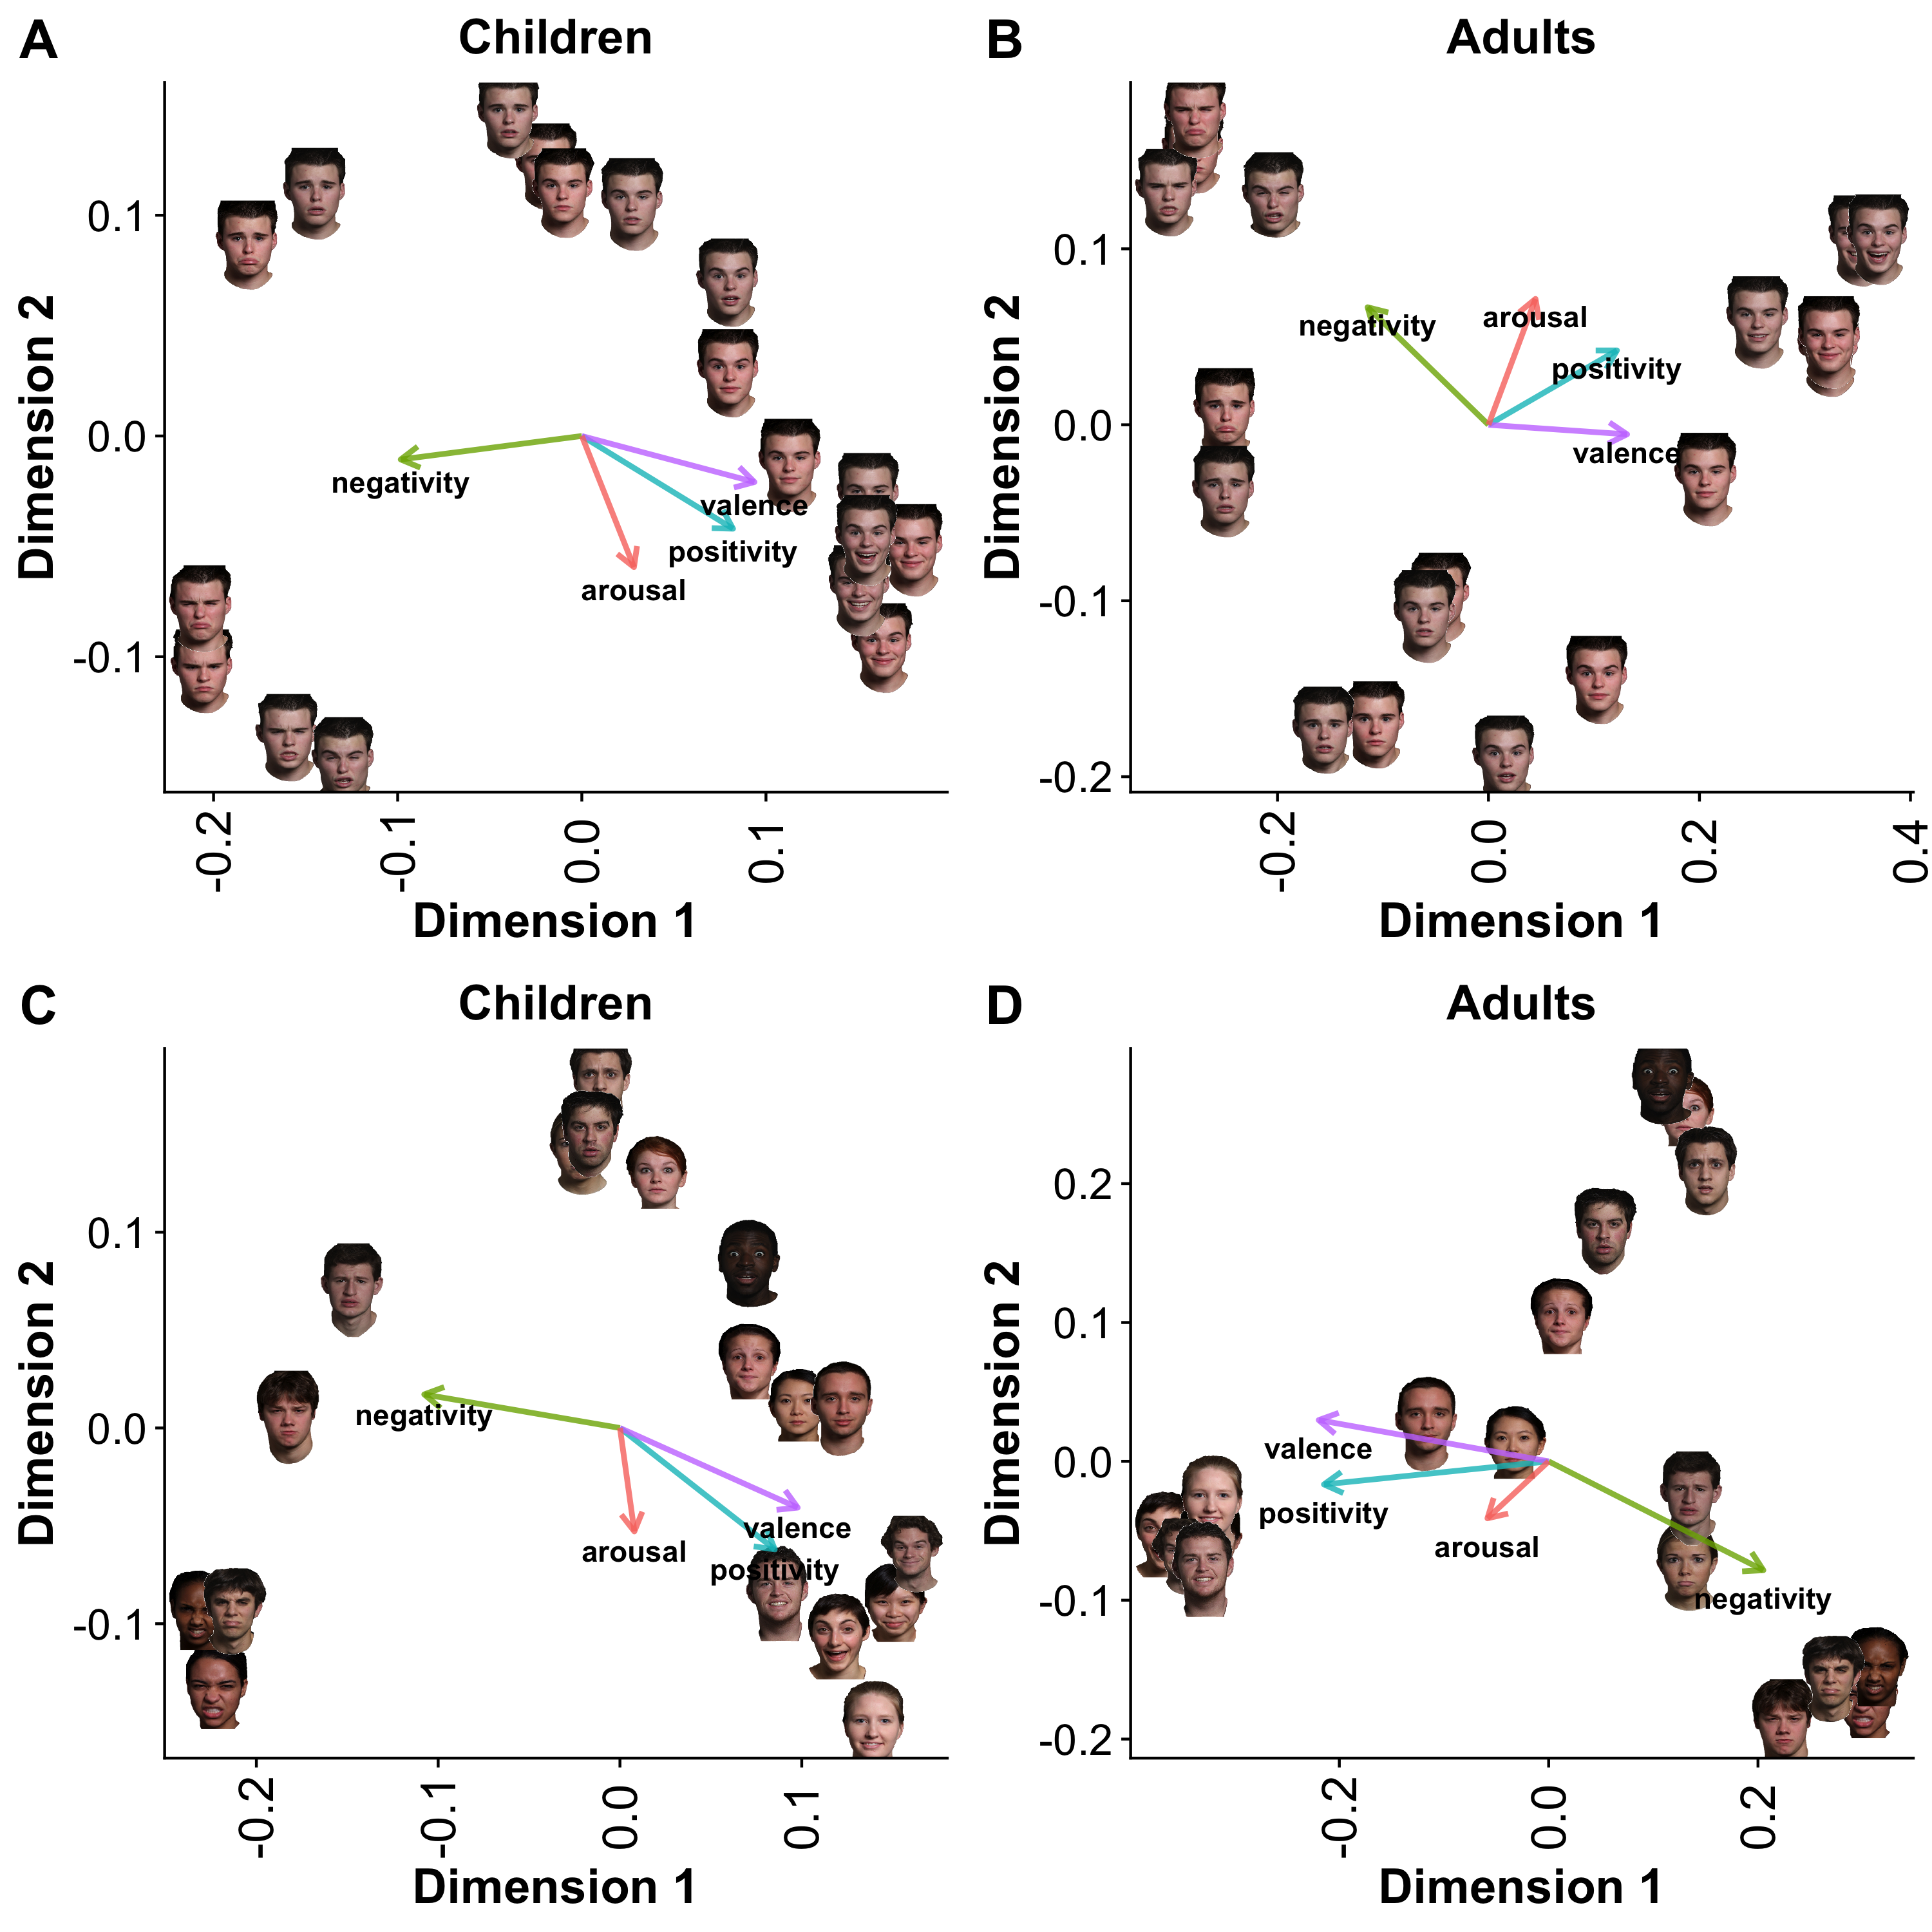 A
Children
Dimension 2
0.1
0.0
-0.1
negativity
valence
positivity
arousal
-0.2
-0.1
0.0
0.1
Dimension 1
B
Adults
Dimension 2
0.1
0.0
-0.1
-0.2
negativity
arousal
positivity
valence
-0.2
0.0
0.2
0.4
Dimension 1
C
Children
Dimension 2
0.1
0.0
-0.1
negativity
valence
arousal
positivity
-0.2
-0.1
0.0
0.1
Dimension 1
D
Adults
Dimension 2
0.2
0.1
0.0
-0.1
-0.2
valence
positivity
arousal
negativity
-0.2
0.0
0.2
Dimension 1